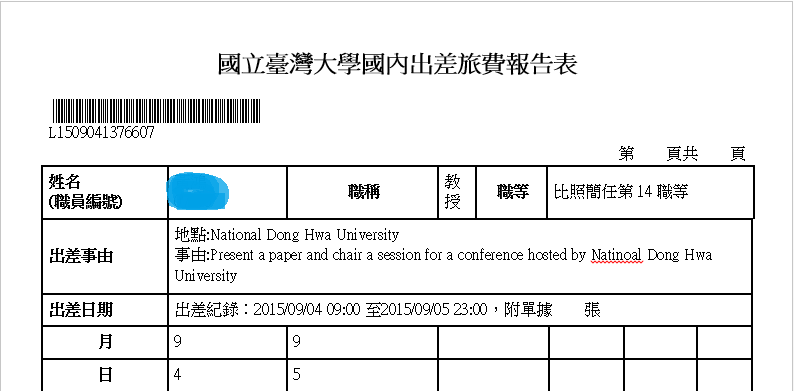 國立臺灣大學國內出差旅費報告表
L1509041376607
第　　頁共　　頁
姓名 職稱 教授 職等 比照簡任第 14 職等
(職員編號)
出差事由 地點:National Dong Hwa University
事由:Present a paper and chair a session for a conference hosted by Natinoal Dong Hwa
University
出差日期 出差紀錄：2015/09/04 09:00 至2015/09/05 23:00，附單據　　張
月 9 9
日 4 5